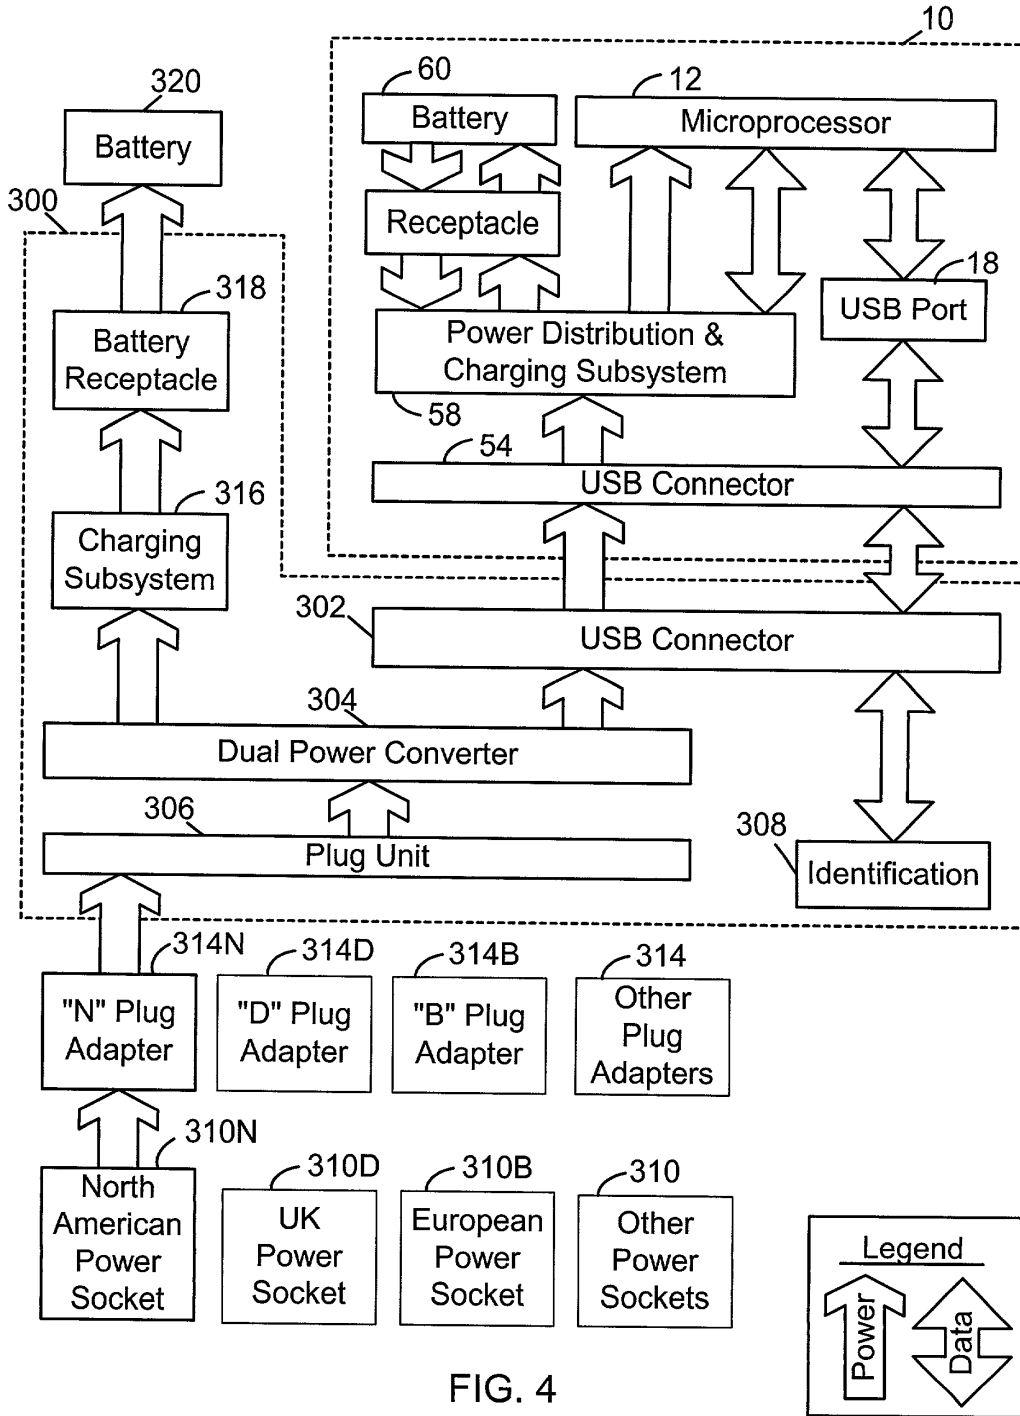 10
60
12
320
Battery
Microprocessor
Battery
300
Receptacle
18
318
USB Port
Battery
Receptacle
Power Distribution &
Charging Subsystem
58
54
316
USB Connector
Charging
Subsystem
302
USB Connector
304
Dual Power Converter
306
308
Plug Unit
Identification
314N
314D
314B
314
"N" Plug
Adapter
"D" Plug
Adapter
"B" Plug
Adapter
Other
Plug
Adapters
310N
310D
310B
310
North
American
Power
Socket
UK
Power
Socket
European
Power
Socket
Other
Power
Sockets
Legend
Power
Data
FIG. 4